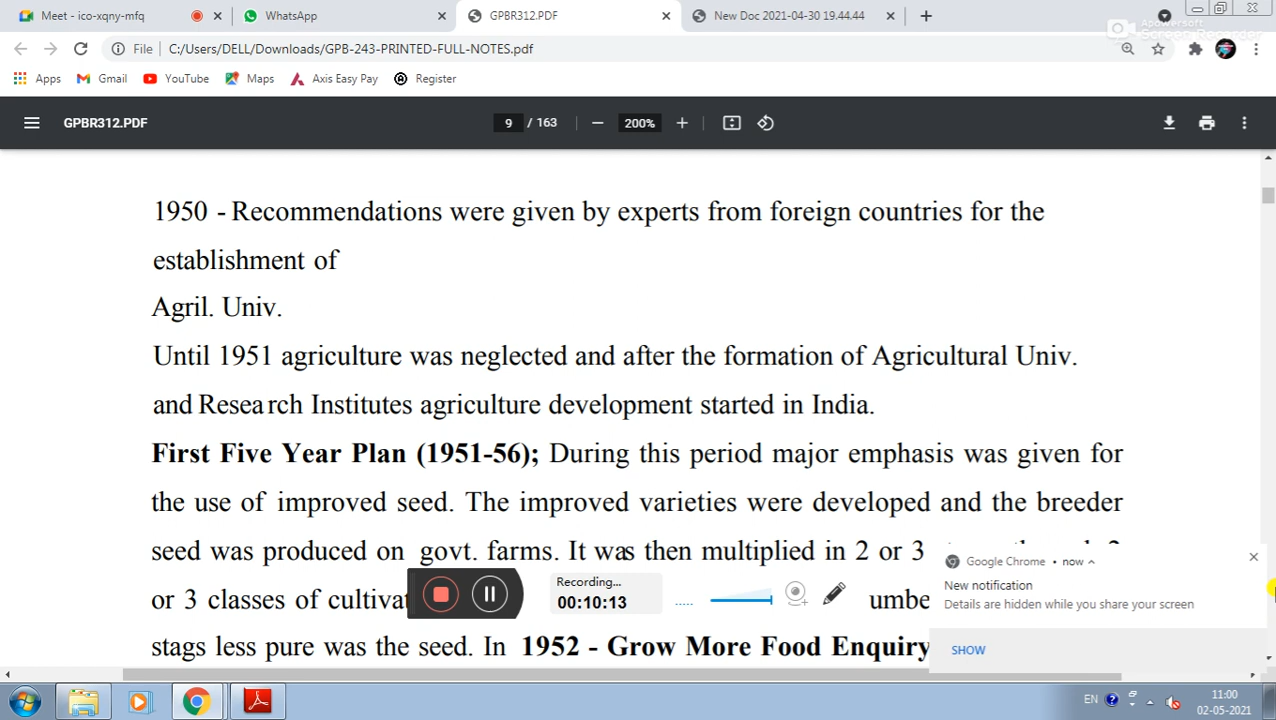 Meet - ico-xqny-mfq
WhatsApp
GPBR312.PDF
New Doc 2021-04-30 19.44.44
Apowersoft
Screen Recorder
File
C:/Users/DELL/Downloads/GPB-243-PRINTED-FULL-NOTES.pdf
Apps Gmail YouTube Maps Axis Easy Pay Register
GPBR312.PDF 9 / 163 200%
1950 - Recommendations were given by experts from foreign countries for the
establishment of
Agril. Univ.
Until 1951 agriculture was neglected and after the formation of Agricultural Univ.
and Resea rch Institutes agriculture development started in India.
First Five Year Plan (1951-56); During this period major emphasis was given for
the use of improved seed. The improved varieties were developed and the breeder
seed was produced on govt. farms. It was then multiplied in 2 or 3
or 3 classes of
stags less pure was the seed. In 1952 - Grow More Food Enquiry
Recording...
00:10:13
Google Chrome • now
New notification
Details are hidden while you share your screen
SHOW
EN
11:00
02-05-2021